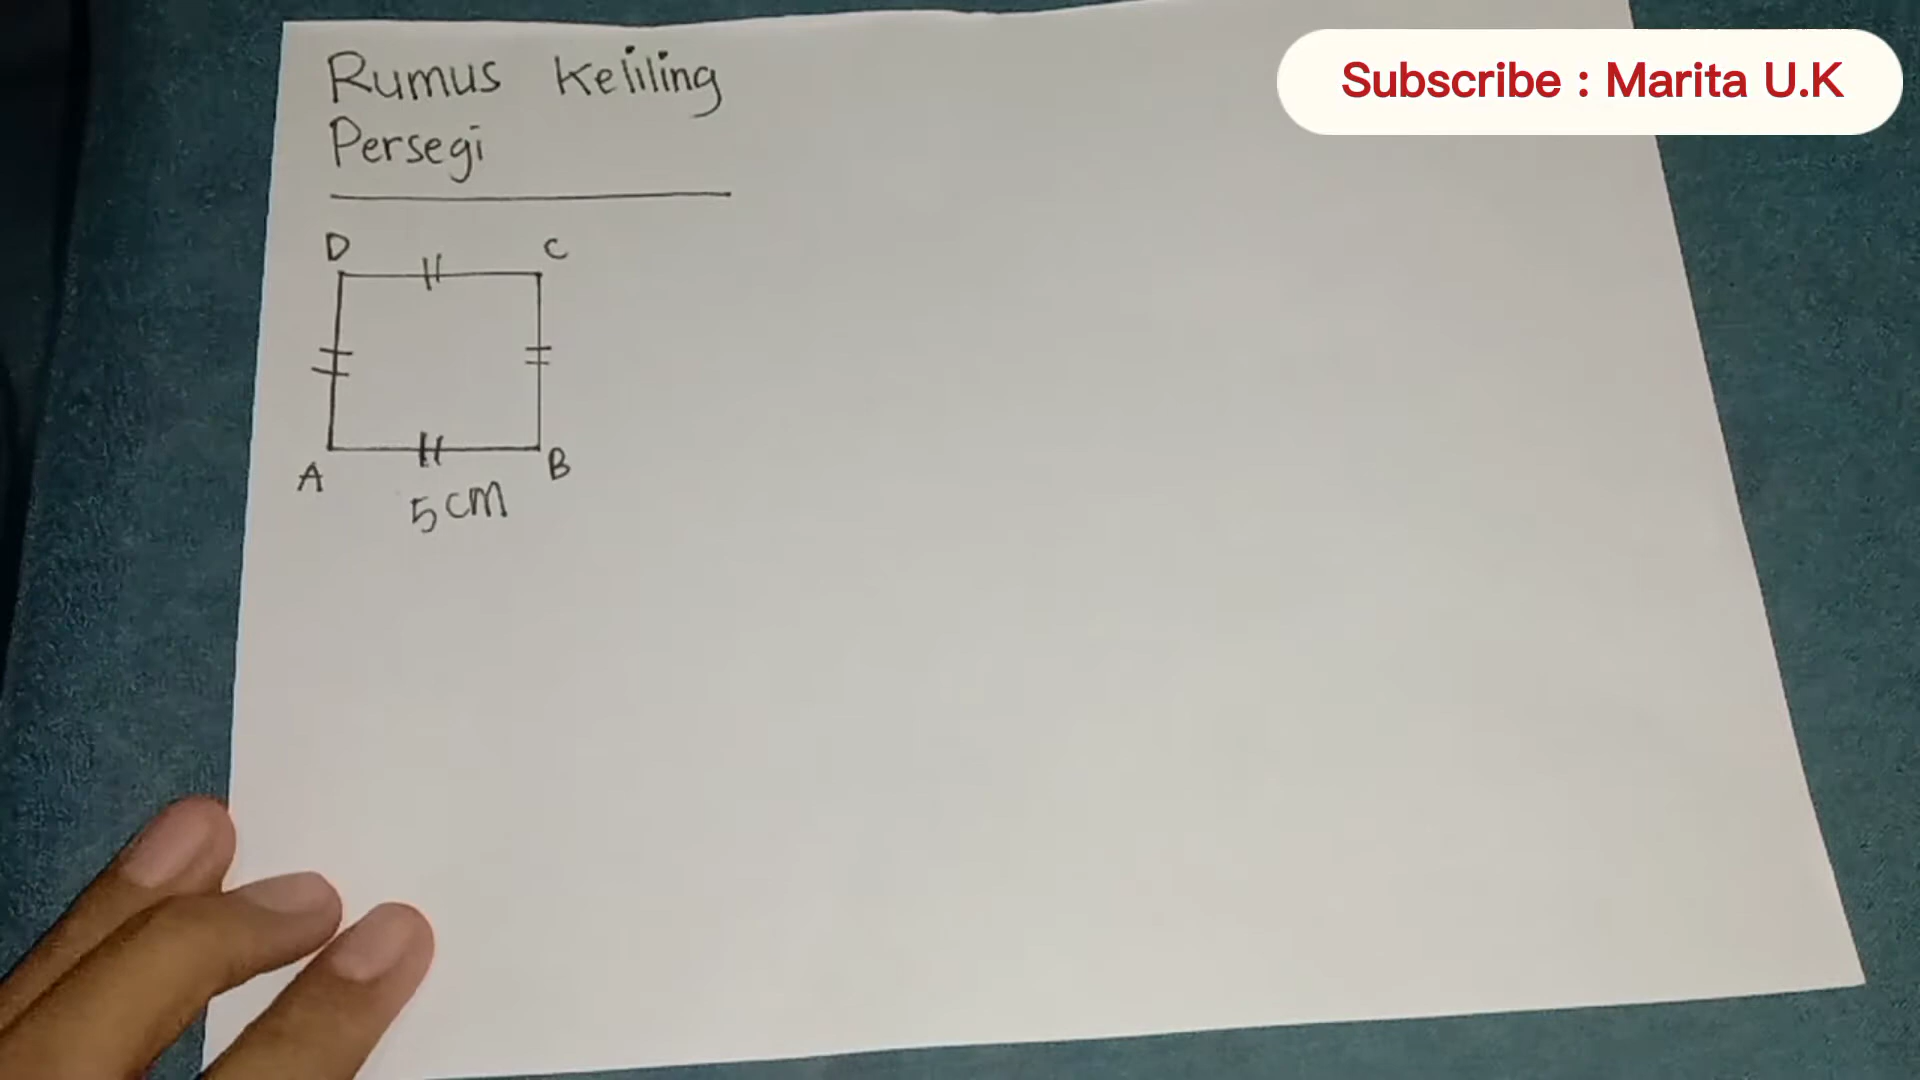 Rumus Keliling
Persegi
Subscribe : Marita U.K
D
C
A
B
5 cm